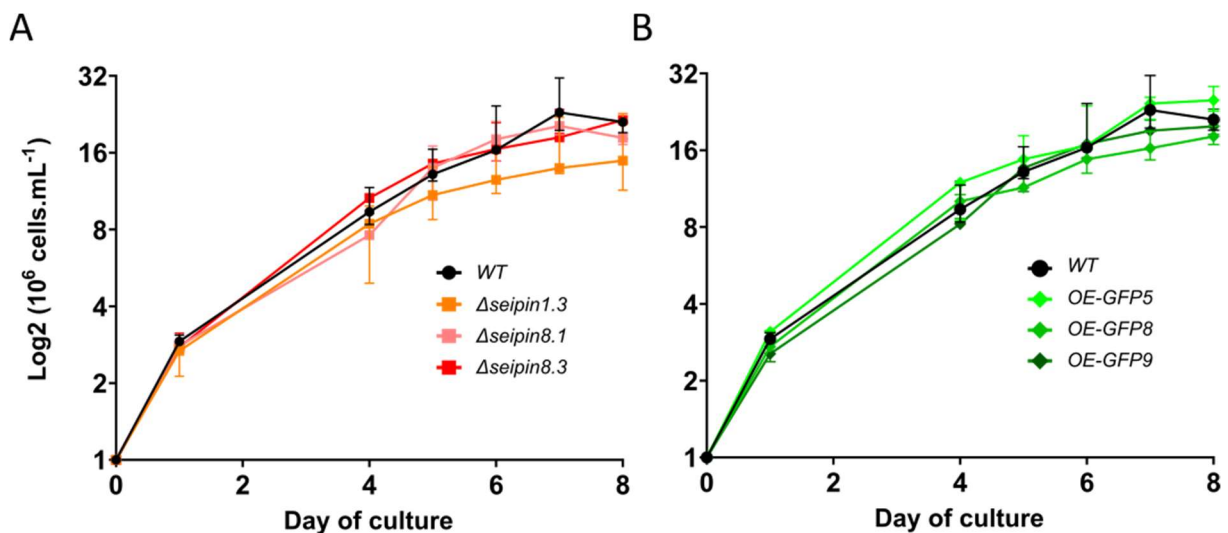 A
Log2 (10⁶ cells.mL⁻¹)
32
16
8
4
2
1
0
2
4
6
8
Day of culture
WT
Δseipin1.3
Δseipin8.1
Δseipin8.3
B
32
16
8
4
2
1
0
2
4
6
8
Day of culture
WT
OE-GFP5
OE-GFP8
OE-GFP9